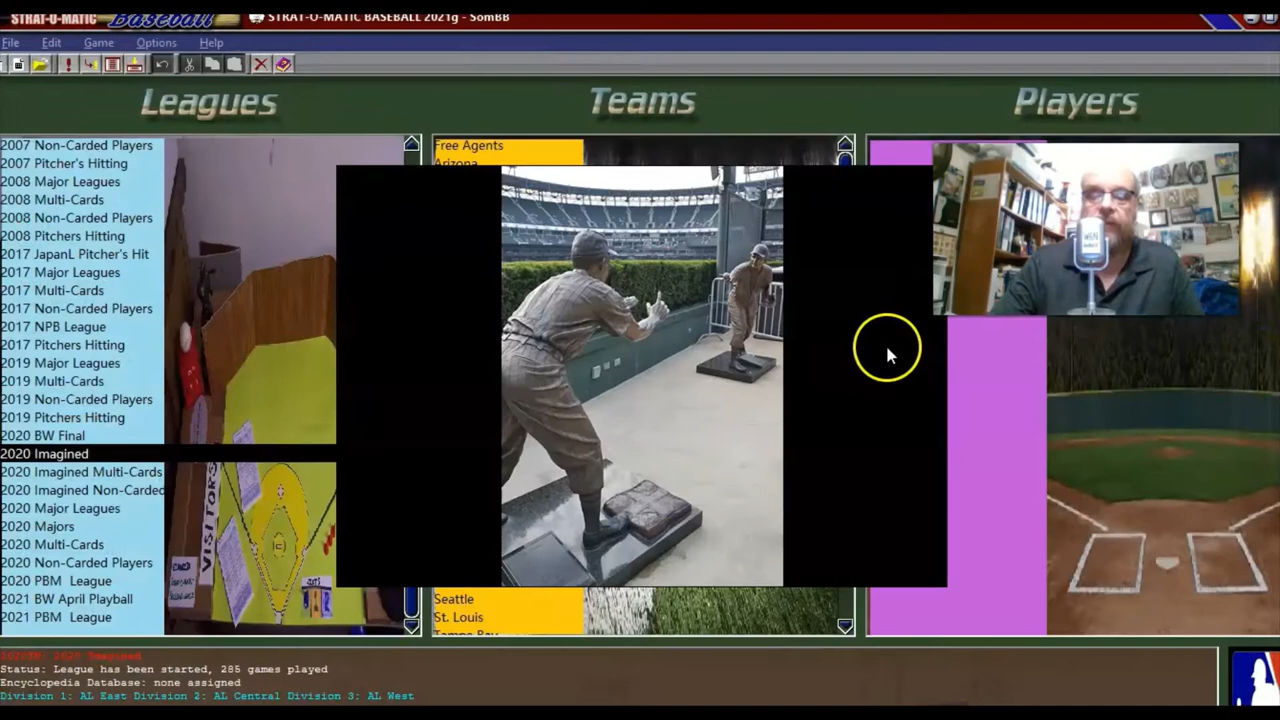 STRAT-O-MATIC Baseball STRAT-O-MATIC BASEBALL 2021g - SomBB
File Edit Game Options Help
Leagues Teams Players
2007 Non-Carded Players
2007 Pitcher's Hitting
2008 Major Leagues
2008 Multi-Cards
2008 Non-Carded Players
2008 Pitchers Hitting
2017 JapanL Pitcher's Hit
2017 Major Leagues
2017 Multi-Cards
2017 Non-Carded Players
2017 NPB League
2017 Pitchers Hitting
2019 Major Leagues
2019 Multi-Cards
2019 Non-Carded Players
2019 Pitchers Hitting
2020 BW Final
2020 Imagined
2020 Imagined Multi-Cards
2020 Imagined Non-Carded
2020 Major Leagues
2020 Majors
2020 Multi-Cards
2020 Non-Carded Players
2020 PBM League
2021 BW April Playball
2021 PBM League
VISITORS
Free Agents
Arizona
Seattle
St. Louis
Tampa Bay
Status: League has been started, 285 games played
Encyclopedia Database: none assigned
Division 1: AL East Division 2: AL Central Division 3: AL West